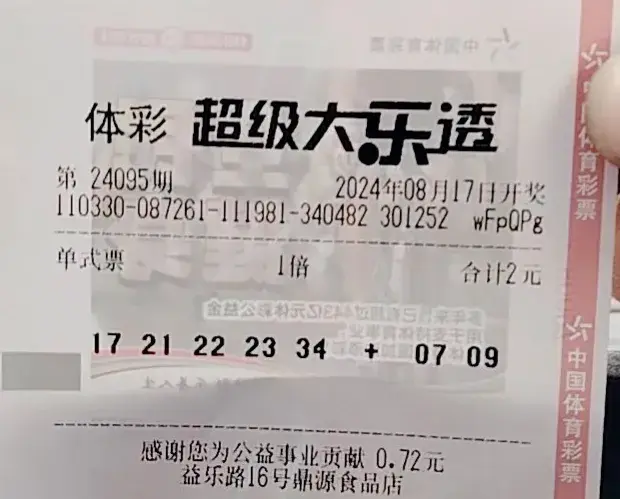 中国体育彩票
体彩 超级大乐透
第 24095期 2024年08月17日开奖
110330-087261-111981-340482 301252 wFpQPg
单式票 1倍 合计2元
17 21 22 23 34 + 07 09
感谢您为公益事业贡献 0.72元
益乐路16号鼎源食品店
中国体育彩票
中国体育彩票